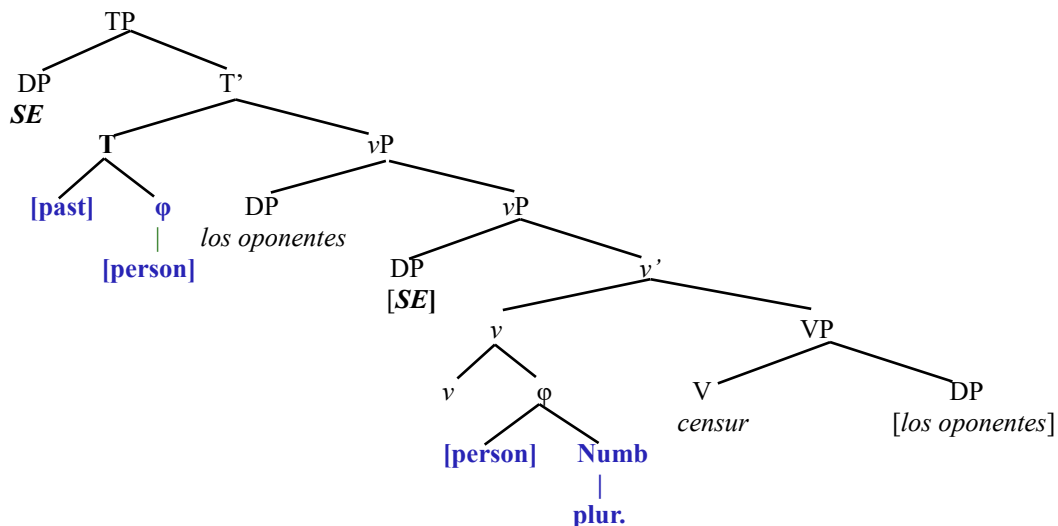 TP
DP T’
SE
T vP
[past] φ DP vP
los oponentes
[person] DP v’
[SE]
v VP
v φ V DP
censur [los oponentes]
[person] Numb
plur.